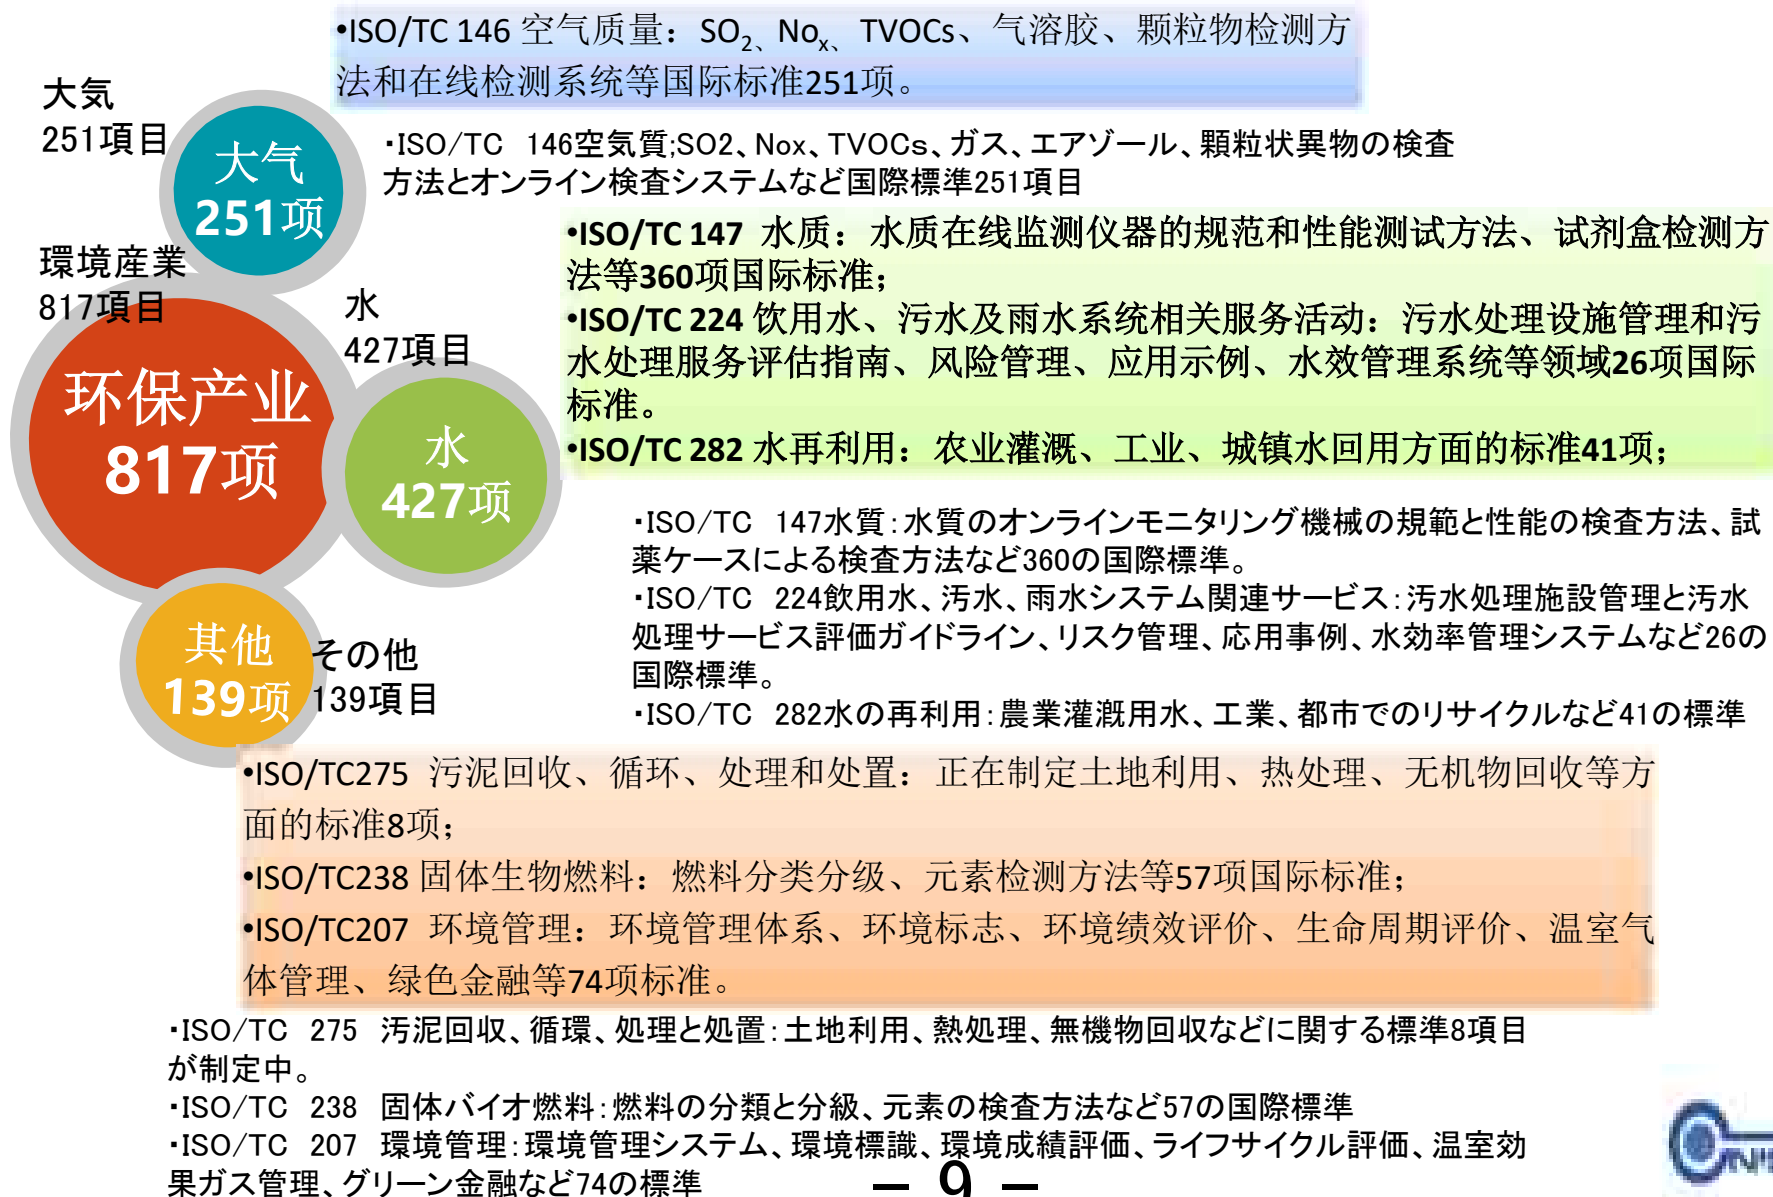 •ISO/TC 146 空气质量：SO₂、Noₓ、TVOCs、气溶胶、颗粒物检测方
法和在线检测系统等国际标准251项。
大気
251項目
大气
251项
・ISO/TC　146空気質;SO2、Nox、TVOCs、ガス、エアゾール、顆粒状異物の検査
方法とオンライン検査システムなど国際標準251項目
環境産業
817項目
环保产业
817项
水
427項目
水
427项
•ISO/TC 147 水质：水质在线监测仪器的规范和性能测试方法、试剂盒检测方
法等360项国际标准；
•ISO/TC 224 饮用水、污水及雨水系统相关服务活动：污水处理设施管理和污
水处理服务评估指南、风险管理、应用示例、水效管理系统等领域26项国际
标准。
•ISO/TC 282 水再利用：农业灌溉、工业、城镇水回用方面的标准41项；
・ISO/TC　147水質：水質のオンラインモニタリング機械の規範と性能の検査方法、試
薬ケースによる検査方法など360の国際標準。
・ISO/TC　224飲用水、汚水、雨水システム関連サービス：汚水処理施設管理と汚水
処理サービス評価ガイドライン、リスク管理、応用事例、水効率管理システムなど26の
国際標準。
・ISO/TC　282水の再利用：農業灌漑用水、工業、都市でのリサイクルなど41の標準
其他
139项
その他
139項目
•ISO/TC275 污泥回收、循环、处理和处置：正在制定土地利用、热处理、无机物回收等方
面的标准8项；
•ISO/TC238 固体生物燃料：燃料分类分级、元素检测方法等57项国际标准；
•ISO/TC207 环境管理：环境管理体系、环境标志、环境绩效评价、生命周期评价、温室气
体管理、绿色金融等74项标准。
・ISO/TC　275　汚泥回収、循環、処理と処置：土地利用、熱処理、無機物回収などに関する標準8項目
が制定中。
・ISO/TC　238　固体バイオ燃料：燃料の分類と分級、元素の検査方法など57の国際標準
・ISO/TC　207　環境管理：環境管理システム、環境標識、環境成績評価、ライフサイクル評価、温室効
果ガス管理、グリーン金融など74の標準
− 9 −